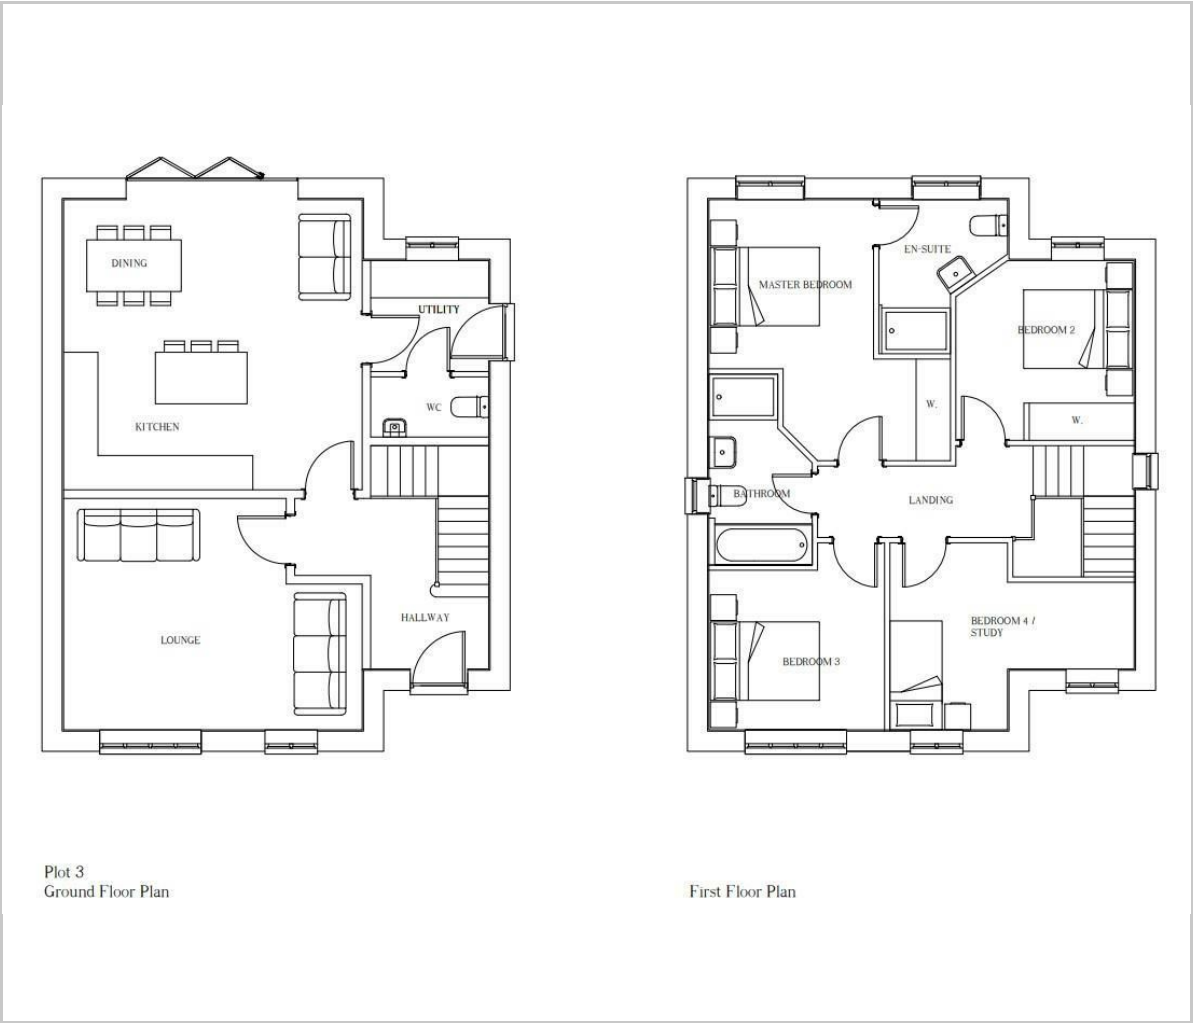 DINING
UTILITY
WC
KITCHEN
LOUNGE
HALLWAY
Plot 3
Ground Floor Plan
EN-SUITE
MASTER BEDROOM
BEDROOM 2
W.
W.
BATHROOM
LANDING
BEDROOM 4 /
STUDY
BEDROOM 3
First Floor Plan